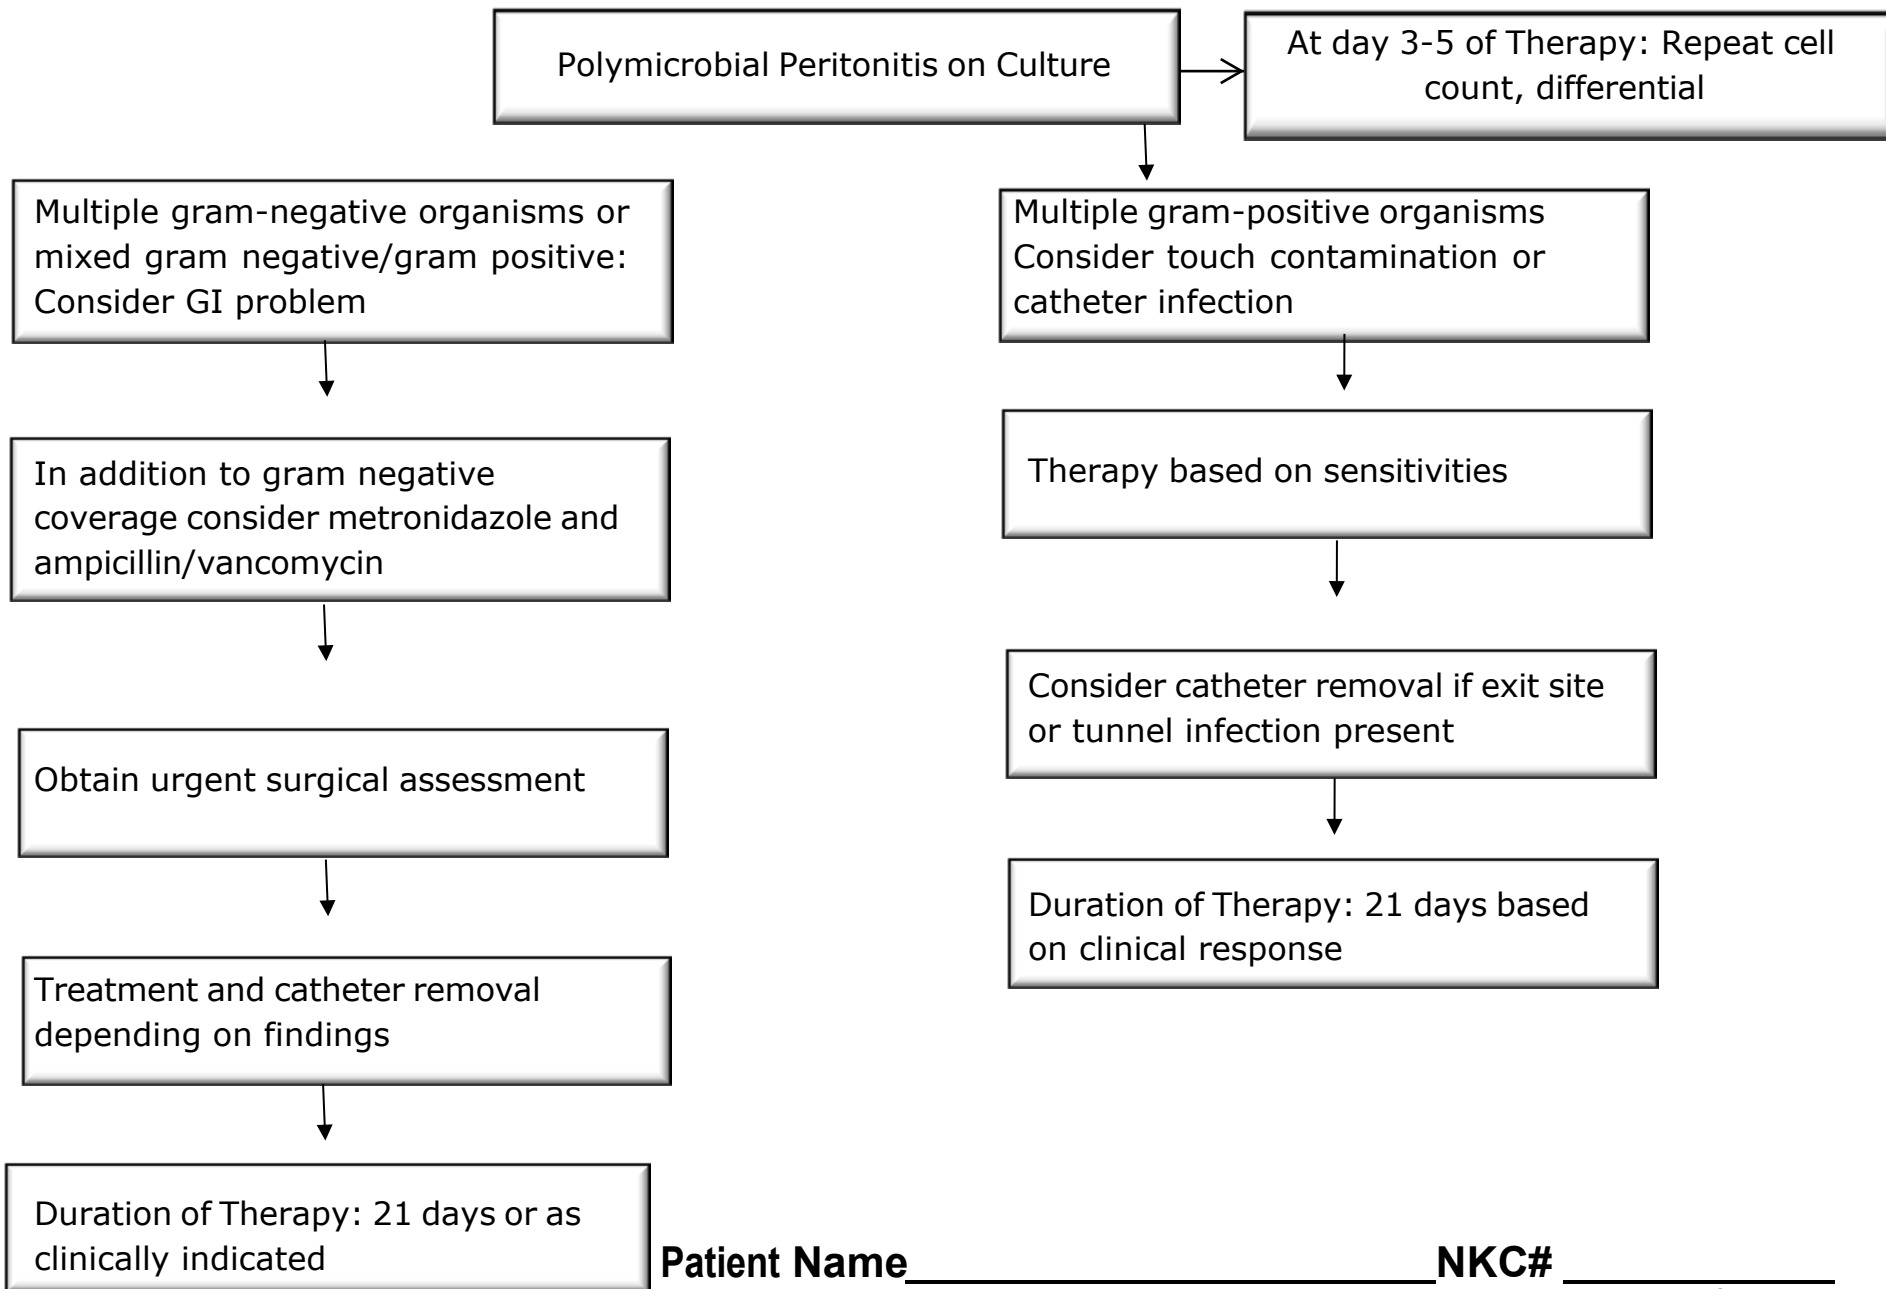 Polymicrobial Peritonitis on Culture
At day 3-5 of Therapy: Repeat cell
count, differential
Multiple gram-negative organisms or
mixed gram negative/gram positive:
Consider GI problem
In addition to gram negative
coverage consider metronidazole and
ampicillin/vancomycin
Obtain urgent surgical assessment
Treatment and catheter removal
depending on findings
Duration of Therapy: 21 days or as
clinically indicated
Multiple gram-positive organisms
Consider touch contamination or
catheter infection
Therapy based on sensitivities
Consider catheter removal if exit site
or tunnel infection present
Duration of Therapy: 21 days based
on clinical response
Patient Name NKC#